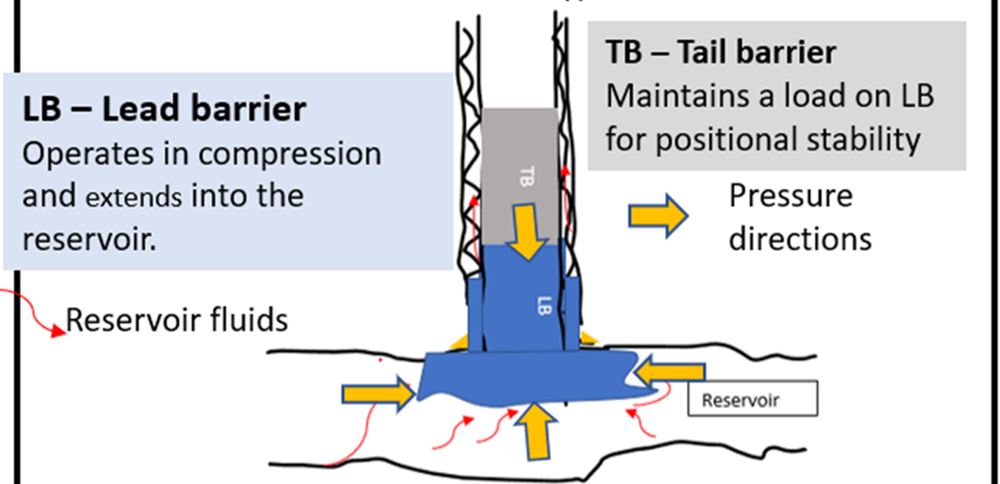 LB – Lead barrier
Operates in compression
and extends into the
reservoir.
TB – Tail barrier
Maintains a load on LB
for positional stability
Pressure
directions
TB
LB
Reservoir fluids
Reservoir